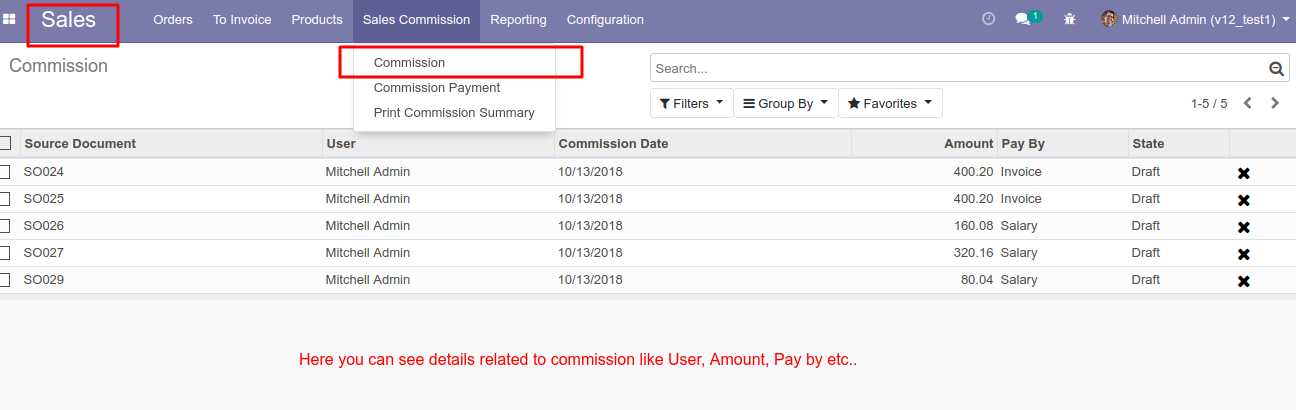 Sales Orders To Invoice Products Sales Commission Reporting Configuration 1 Mitchell Admin (v12_test1)
Commission Commission Search...
Commission Payment
Filters Group By Favorites 1-5 / 5
Print Commission Summary
Source Document User Commission Date Amount Pay By State
SO024 Mitchell Admin 10/13/2018 400.20 Invoice Draft
SO025 Mitchell Admin 10/13/2018 400.20 Invoice Draft
SO026 Mitchell Admin 10/13/2018 160.08 Salary Draft
SO027 Mitchell Admin 10/13/2018 320.16 Salary Draft
SO029 Mitchell Admin 10/13/2018 80.04 Salary Draft
Here you can see details related to commission like User, Amount, Pay by etc..